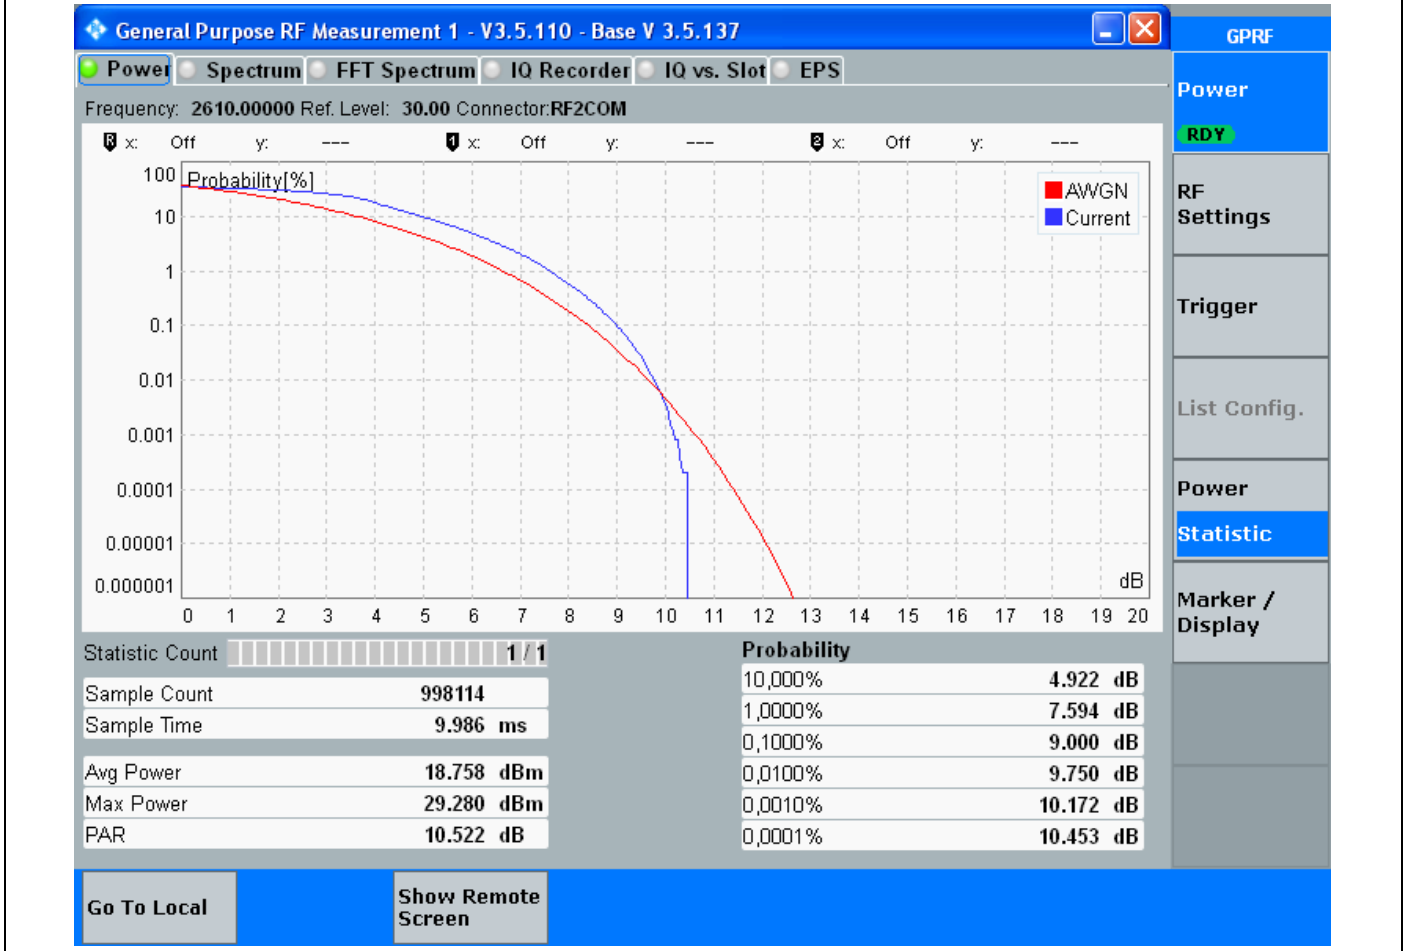 General Purpose RF Measurement 1 - V3.5.110 - Base V 3.5.137
GPRF
Power Spectrum FFT Spectrum IQ Recorder IQ vs. Slot EPS
Frequency: 2610.00000 Ref. Level: 30.00 Connector:RF2COM
R x: Off y: --- 1 x: Off y: --- 2 x: Off y: ---
Probability[%]
AWGN
Current
100
10
1
0.1
0.01
0.001
0.0001
0.00001
0.000001
dB
0 1 2 3 4 5 6 7 8 9 10 11 12 13 14 15 16 17 18 19 20
Statistic Count 1 / 1
Sample Count 998114
Sample Time 9.986 ms
Avg Power 18.758 dBm
Max Power 29.280 dBm
PAR 10.522 dB
Probability
10,000% 4.922 dB
1,0000% 7.594 dB
0,1000% 9.000 dB
0,0100% 9.750 dB
0,0010% 10.172 dB
0,0001% 10.453 dB
Power
RDY
RF
Settings
Trigger
List Config.
Power
Statistic
Marker /
Display
Go To Local
Show Remote
Screen